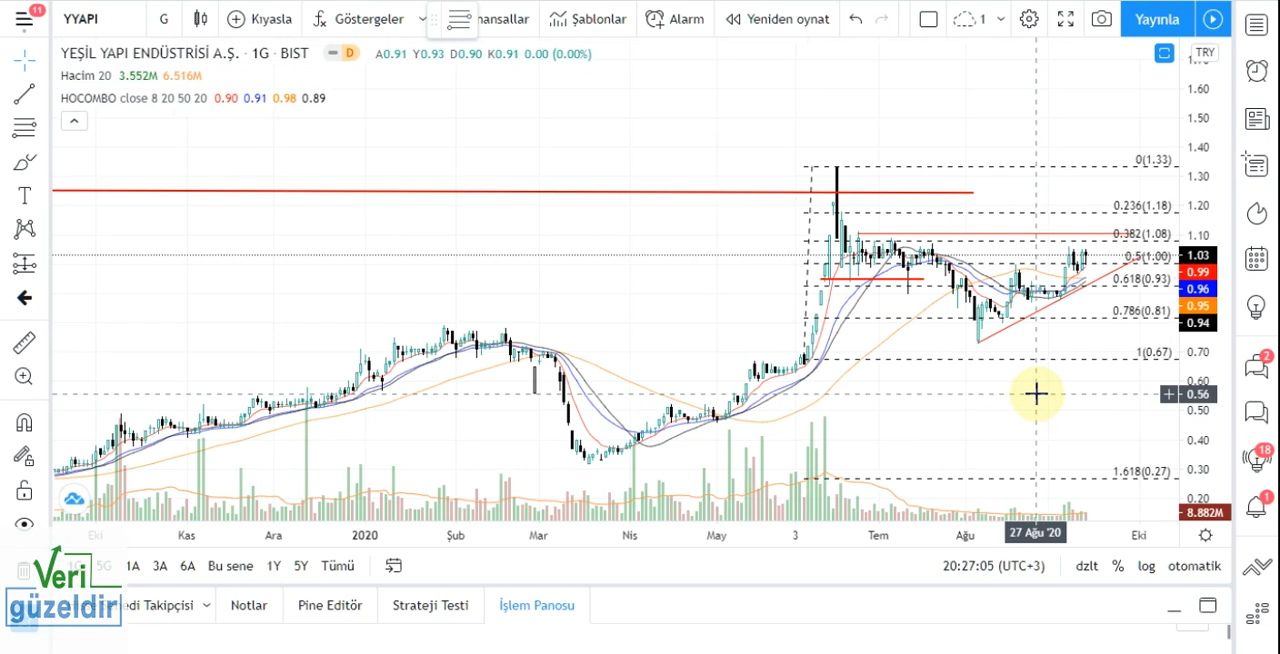 11
YYAPI
G
Kıyasla
Göstergeler
nansallar
Şablonlar
Alarm
Yeniden oynat
1
Yayınla
YEŞİL YAPI ENDÜSTRİSİ A.Ş. · 1G · BIST
D
A0.91 Y0.93 D0.90 K0.91 0.00 (0.00%)
TRY
Hacim 20 3.552M 6.516M
HOCOMBO close 8 20 50 20 0.90 0.91 0.98 0.89
1.60
1.50
1.40
1.30
1.20
1.10
1.03
0.99
0.96
0.95
0.94
0.70
0.60
0.56
0.50
0.40
0.30
0.20
8.882M
0(1.33)
0.236(1.18)
0.382(1.08)
0.5(1.00)
0.618(0.93)
0.786(0.81)
1(0.67)
1.618(0.27)
2
18
1
Eki
Kas
Ara
2020
Şub
Mar
Nis
May
3
Tem
Ağu
27 Ağu '20
Eki
5G
1A
3A
6A
Bu sene
1Y
5Y
Tümü
20:27:05 (UTC+3)
dzlt
%
log
otomatik
Veri
güzeldir
Takipçisi
Notlar
Pine Editör
Strateji Testi
İşlem Panosu